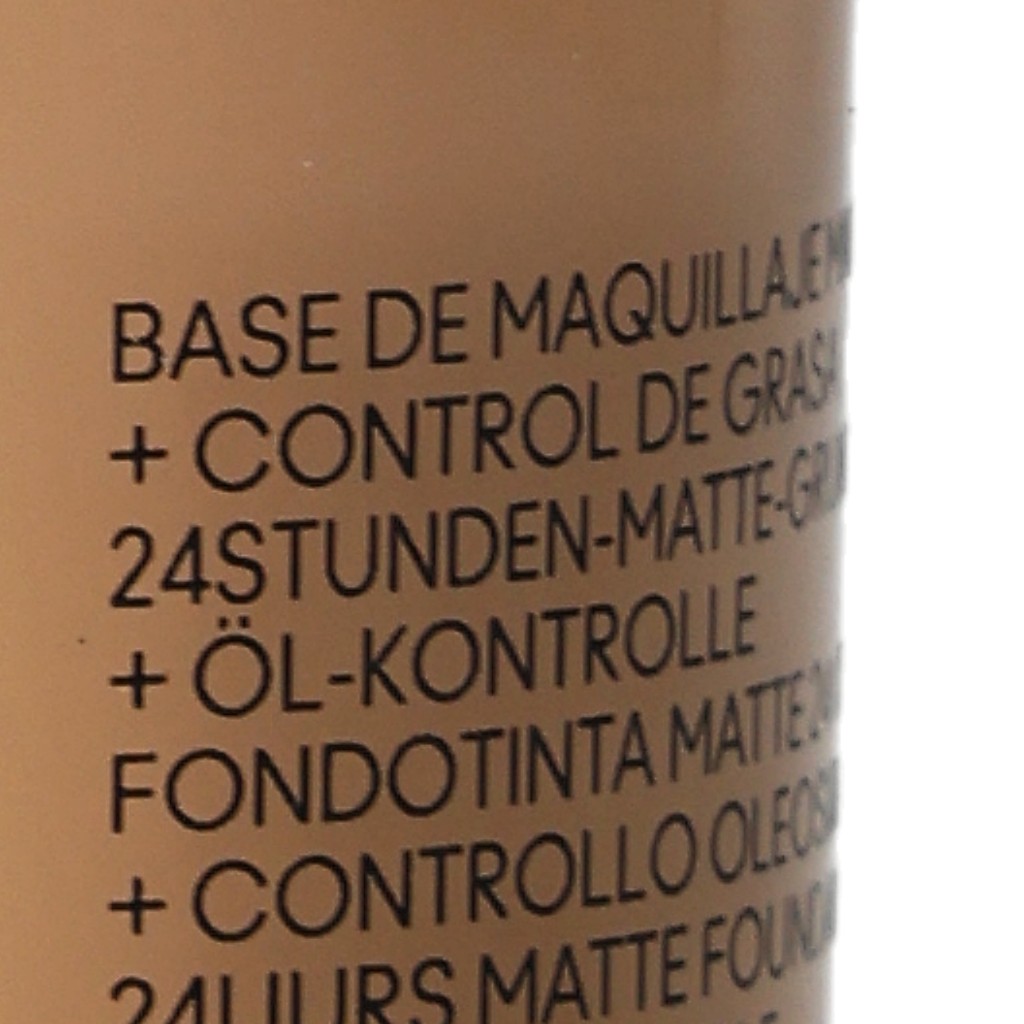 BASE DE MAQUILLAJE
+ CONTROL DE GRASA
24STUNDEN-MATTE-
+ ÖL-KONTROLLE
FONDOTINTA MATTE
+ CONTROLLO
24UURS MATTE